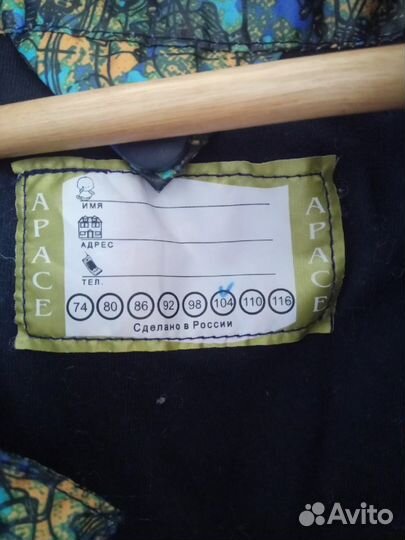 APACE
ИМЯ
АДРЕС
ТЕЛ.
74 80 86 92 98 104 110 116
Сделано в России
APACE
Avito